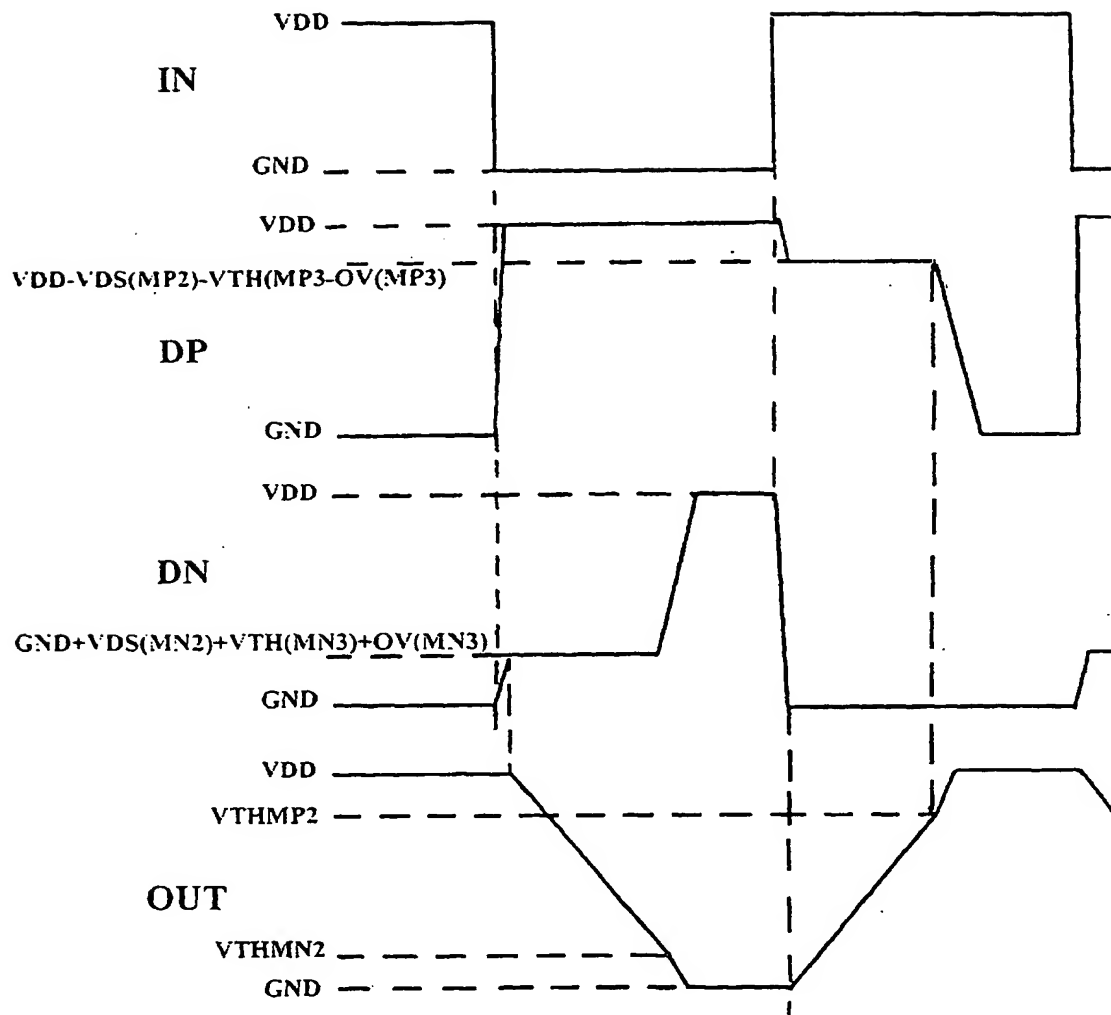 VDD
IN
GND
VDD
VDD-VDS(MP2)-VTH(MP3-OV(MP3)
DP
GND
VDD
DN
GND+VDS(MN2)+VTH(MN3)+OV(MN3)
GND
VDD
VTHMP2
OUT
VTHMN2
GND